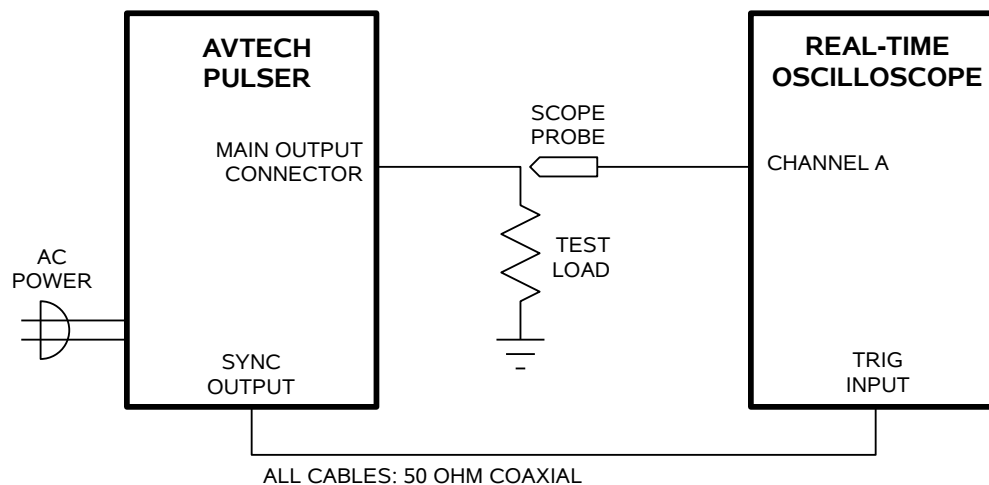 AVTECH
PULSER
REAL-TIME
OSCILLOSCOPE
SCOPE
PROBE
MAIN OUTPUT
CONNECTOR
CHANNEL A
TEST
LOAD
AC
POWER
SYNC
OUTPUT
TRIG
INPUT
ALL CABLES: 50 OHM COAXIAL